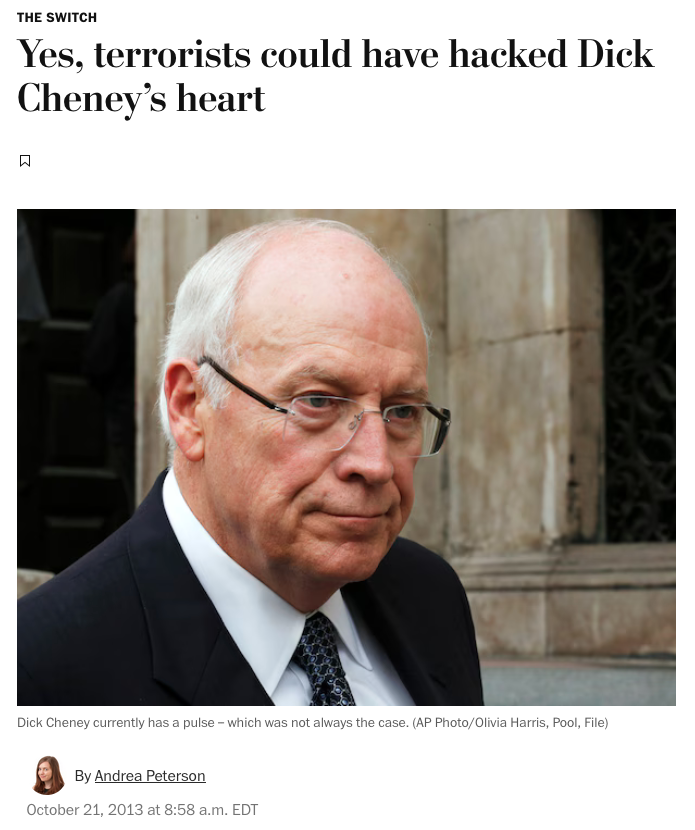 THE SWITCH
Yes, terrorists could have hacked Dick
Cheney’s heart
Dick Cheney currently has a pulse – which was not always the case. (AP Photo/Olivia Harris, Pool, File)
By Andrea Peterson
October 21, 2013 at 8:58 a.m. EDT